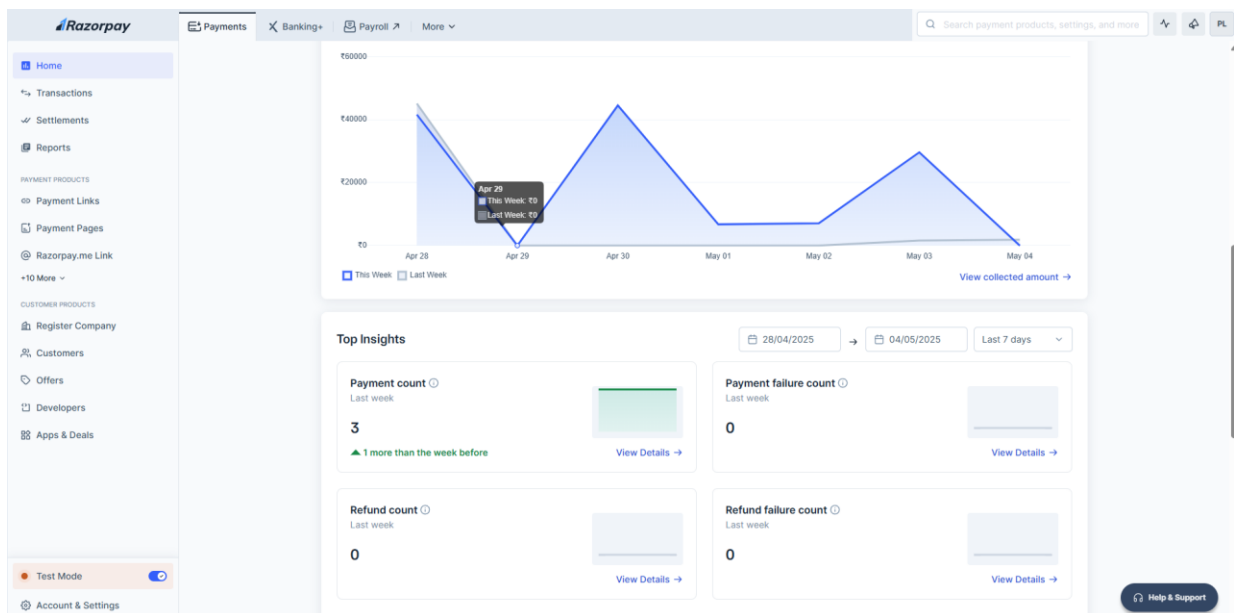 Razorpay
Payments
Banking+
Payroll ↗
More
Search payment products, settings, and more
PL
Home
Transactions
Settlements
Reports
PAYMENT PRODUCTS
Payment Links
Payment Pages
Razorpay.me Link
+10 More
CUSTOMER PRODUCTS
Register Company
Customers
Offers
Developers
Apps & Deals
Test Mode
Account & Settings
₹60000
₹40000
₹20000
₹0
Apr 29
This Week: ₹0
Last Week: ₹0
Apr 28 Apr 29 Apr 30 May 01 May 02 May 03 May 04
This Week Last Week
View collected amount →
Top Insights
28/04/2025 → 04/05/2025 Last 7 days
Payment count
Last week
3
1 more than the week before
View Details →
Payment failure count
Last week
0
View Details →
Refund count
Last week
0
View Details →
Refund failure count
Last week
0
View Details →
Help & Support